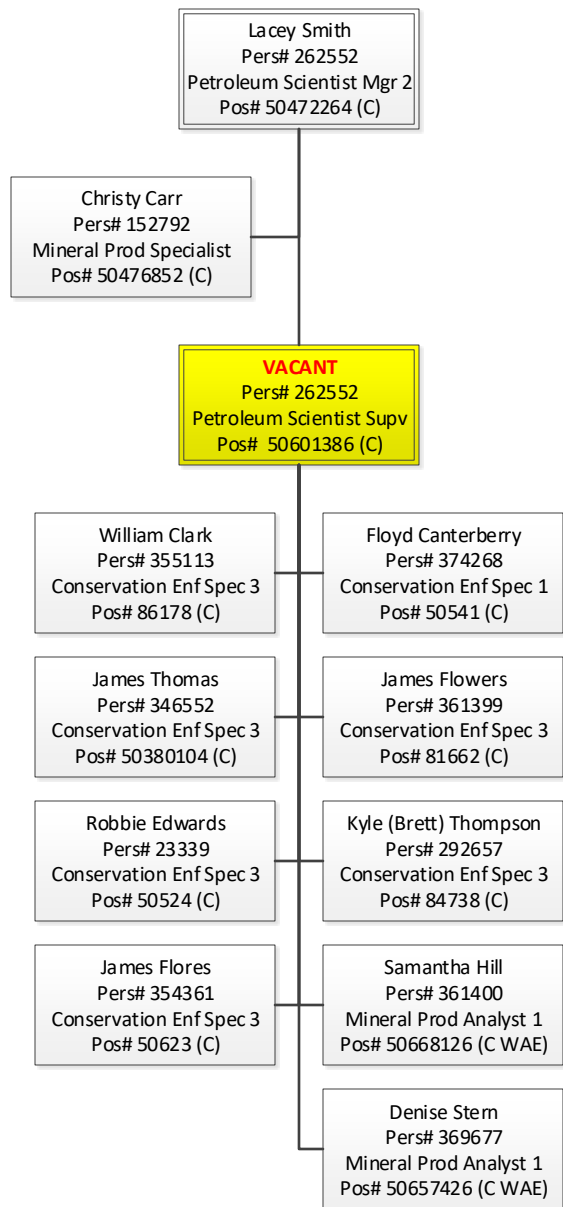 Lacey Smith
Pers# 262552
Petroleum Scientist Mgr 2
Pos# 50472264 (C)
Christy Carr
Pers# 152792
Mineral Prod Specialist
Pos# 50476852 (C)
VACANT
Pers# 262552
Petroleum Scientist Supv
Pos# 50601386 (C)
William Clark
Pers# 355113
Conservation Enf Spec 3
Pos# 86178 (C)
Floyd Canterberry
Pers# 374268
Conservation Enf Spec 1
Pos# 50541 (C)
James Thomas
Pers# 346552
Conservation Enf Spec 3
Pos# 50380104 (C)
James Flowers
Pers# 361399
Conservation Enf Spec 3
Pos# 81662 (C)
Robbie Edwards
Pers# 23339
Conservation Enf Spec 3
Pos# 50524 (C)
Kyle (Brett) Thompson
Pers# 292657
Conservation Enf Spec 3
Pos# 84738 (C)
James Flores
Pers# 354361
Conservation Enf Spec 3
Pos# 50623 (C)
Samantha Hill
Pers# 361400
Mineral Prod Analyst 1
Pos# 50668126 (C WAE)
Denise Stern
Pers# 369677
Mineral Prod Analyst 1
Pos# 50657426 (C WAE)